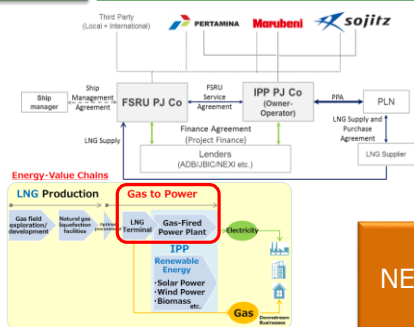 Third Party
(Local + International)
PERTAMINA
Marubeni
sojitz
Ship
manager
Ship
Management
Agreement
FSRU PJ Co
FSRU
Service
Agreement
IPP PJ Co
(Owner-
Operator)
PPA
PLN
LNG Supply
Finance Agreement
(Project Finance)
LNG Supply and
Purchase
Agreement
Lenders
(ADB/JBIC/NEXI etc.)
LNG Supplier
Energy·Value Chains
LNG Production
Gas to Power
Gas field
exploration/
development
Natural gas
liquefaction
facilities
LNG
Terminal
Gas-Fired
Power Plant
Electricity
IPP
Renewable
Energy
·Solar Power
·Wind Power
·Biomass
etc.
Gas
Downstream
Businesses
NE